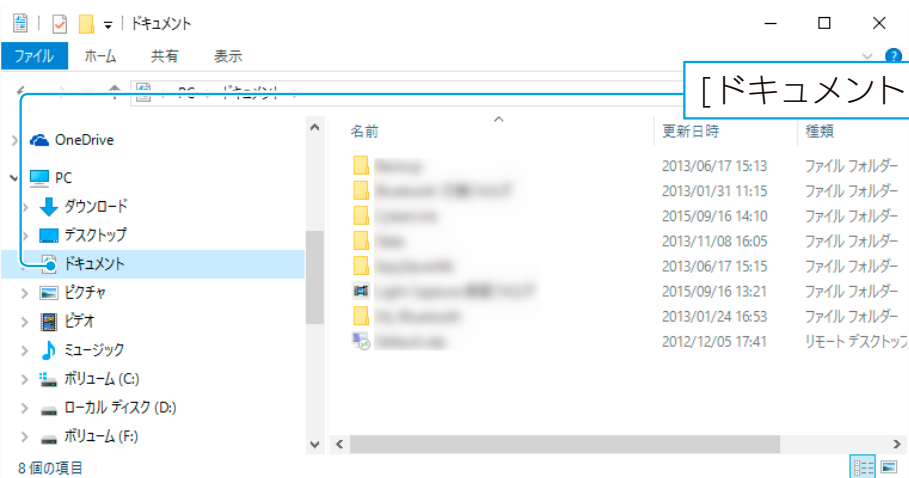 ドキュメント
ファイル ホーム 共有 表示
[ドキュメント
PC ドキュメント
名前 更新日時 種類
OneDrive
PC
ダウンロード
デスクトップ
ドキュメント
ピクチャ
ビデオ
ミュージック
ボリューム (C:)
ローカル ディスク (D:)
ボリューム (F:)
2013/06/17 15:13 ファイル フォルダー
2013/01/31 11:15 ファイル フォルダー
2015/09/16 14:10 ファイル フォルダー
2013/11/08 16:05 ファイル フォルダー
2013/06/17 15:15 ファイル フォルダー
2015/09/16 13:21 ファイル フォルダー
2013/01/24 16:53 ファイル フォルダー
2012/12/05 17:41 リモート デスクトップ
8 個の項目